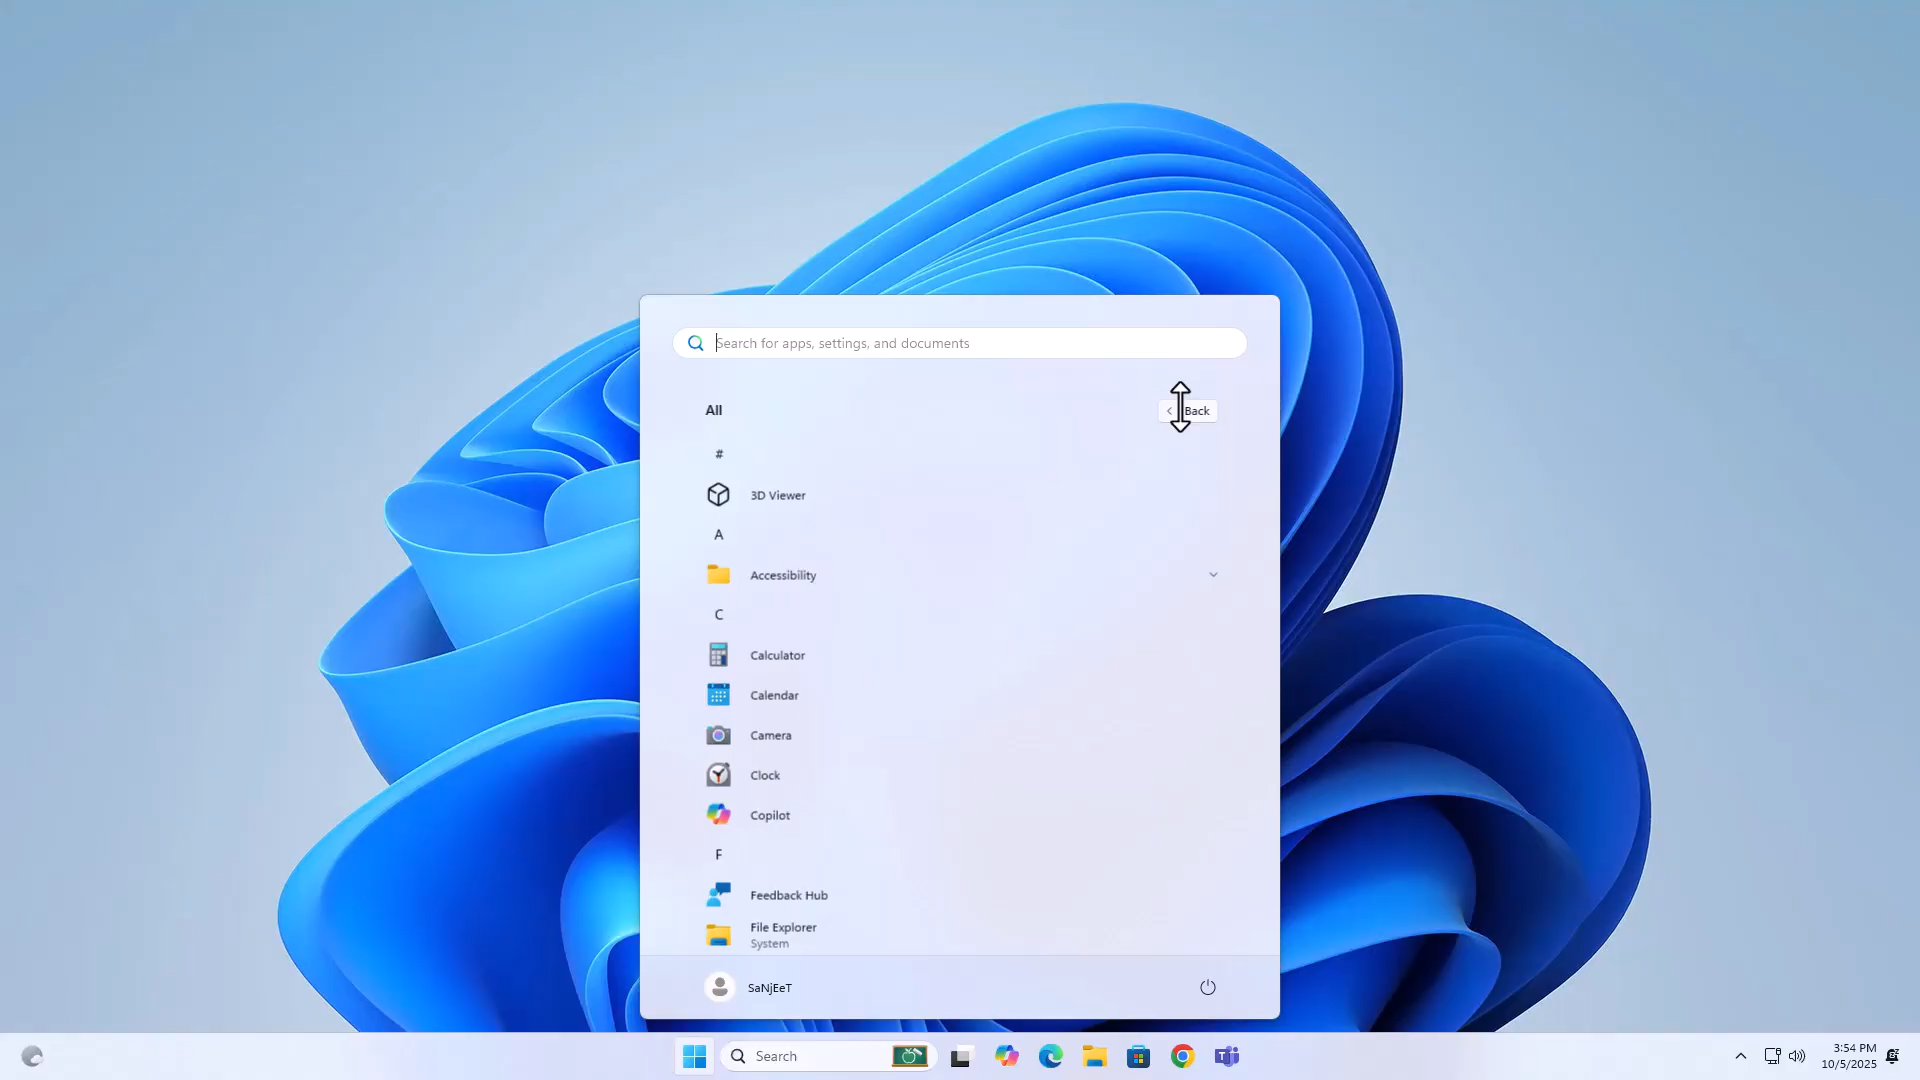 Search for apps, settings, and documents
All
Back
#
3D Viewer
A
Accessibility
C
Calculator
Calendar
Camera
Clock
Copilot
F
Feedback Hub
File Explorer
System
SaNjEeT
Search
3:54 PM
10/5/2025